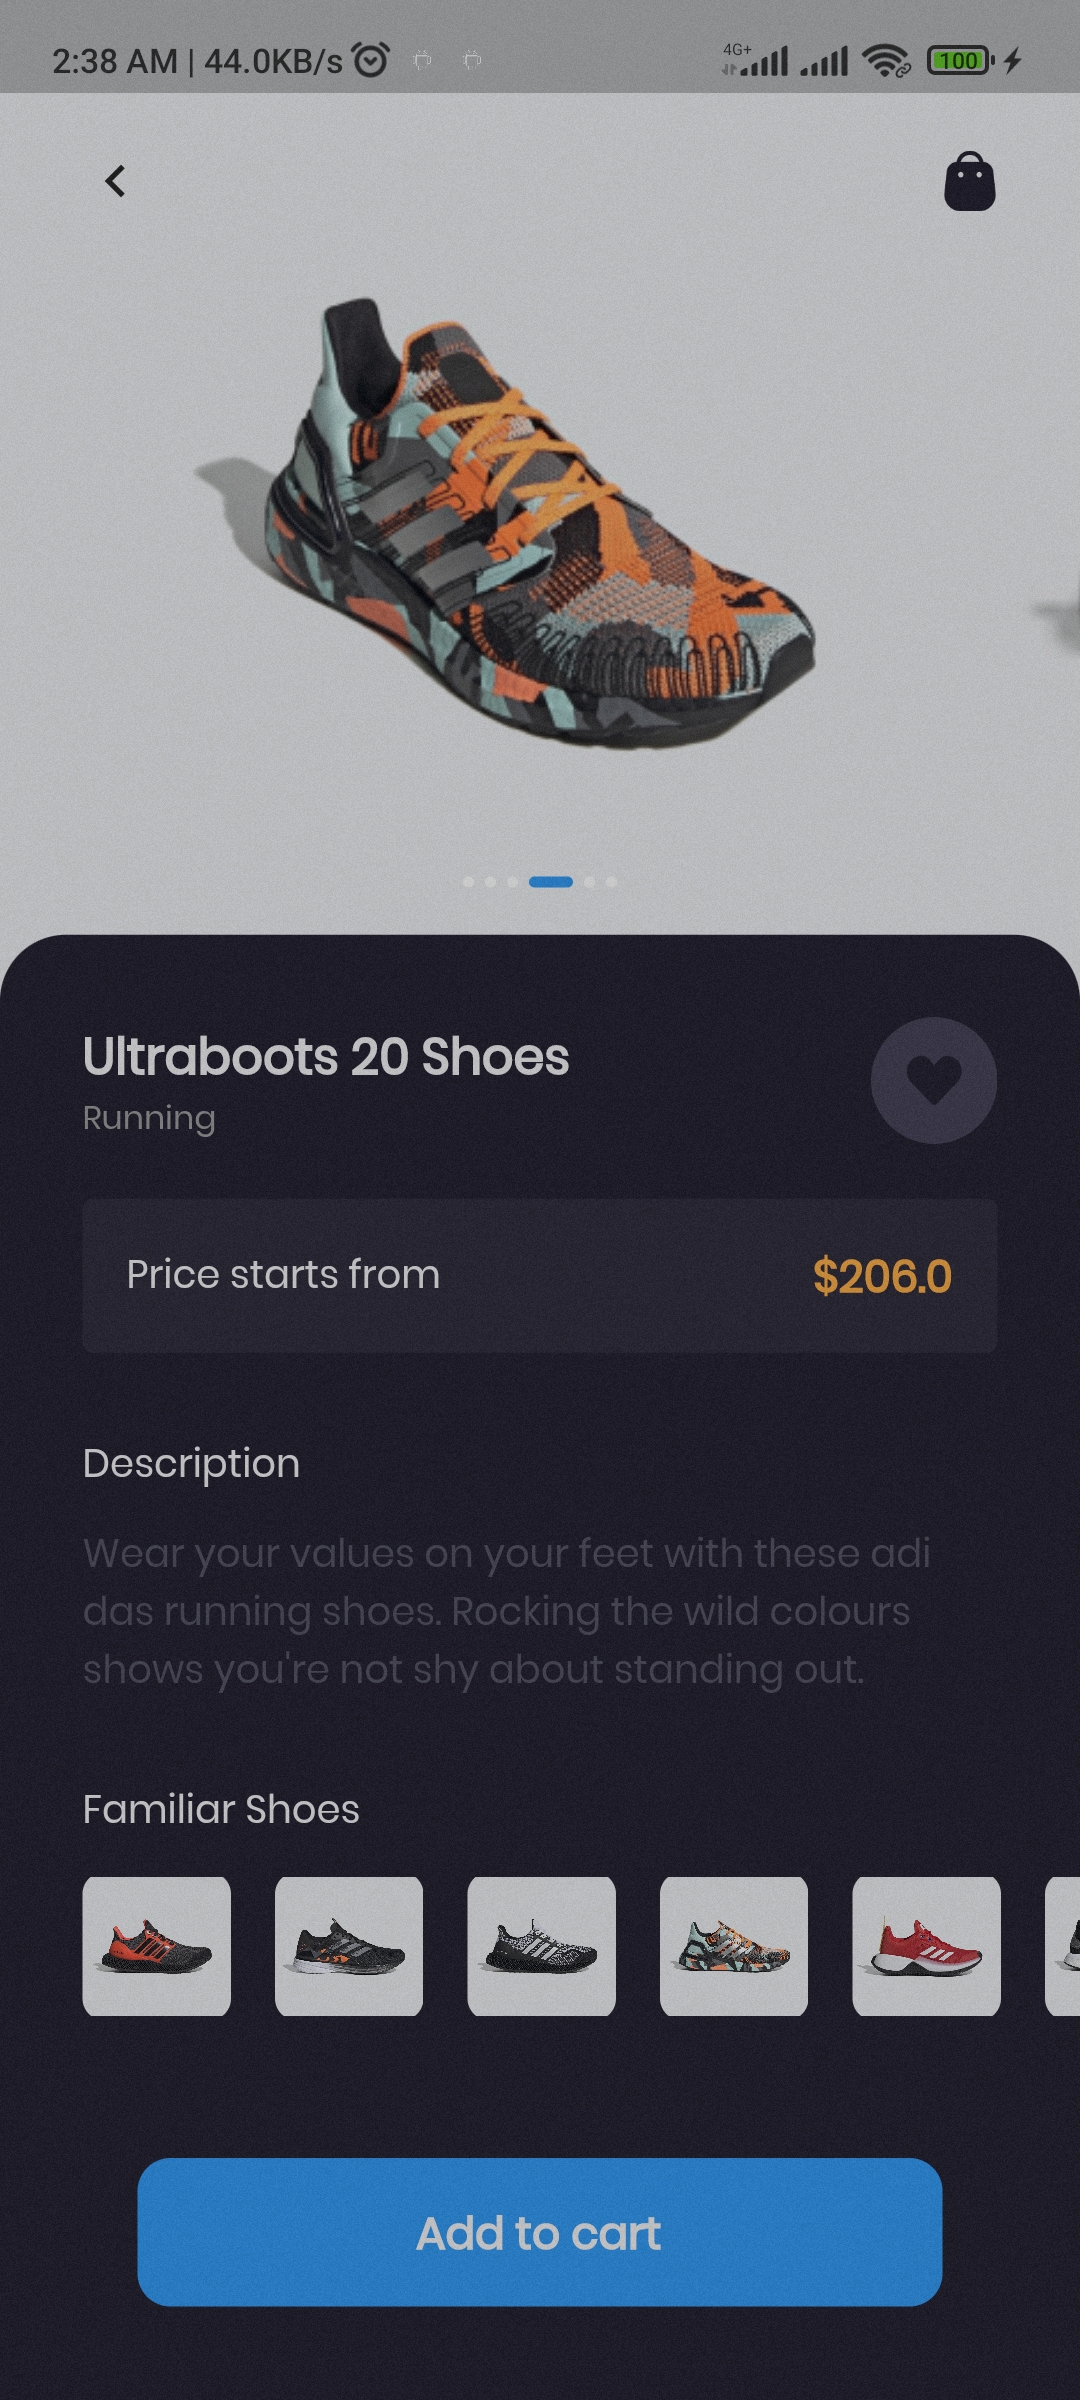 2:38 AM | 44.0KB/s
4G+
100
Ultraboots 20 Shoes
Running
Price starts from
$206.0
Description
Wear your values on your feet with these adi
das running shoes. Rocking the wild colours
shows you're not shy about standing out.
Familiar Shoes
Add to cart